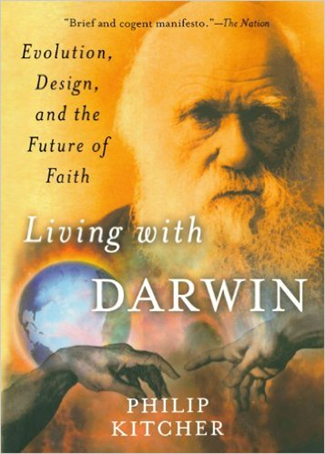 "Brief and cogent manifesto."—The Nation
Evolution,
Design,
and the
Future of
Faith
Living with
DARWIN
PHILIP
KITCHER